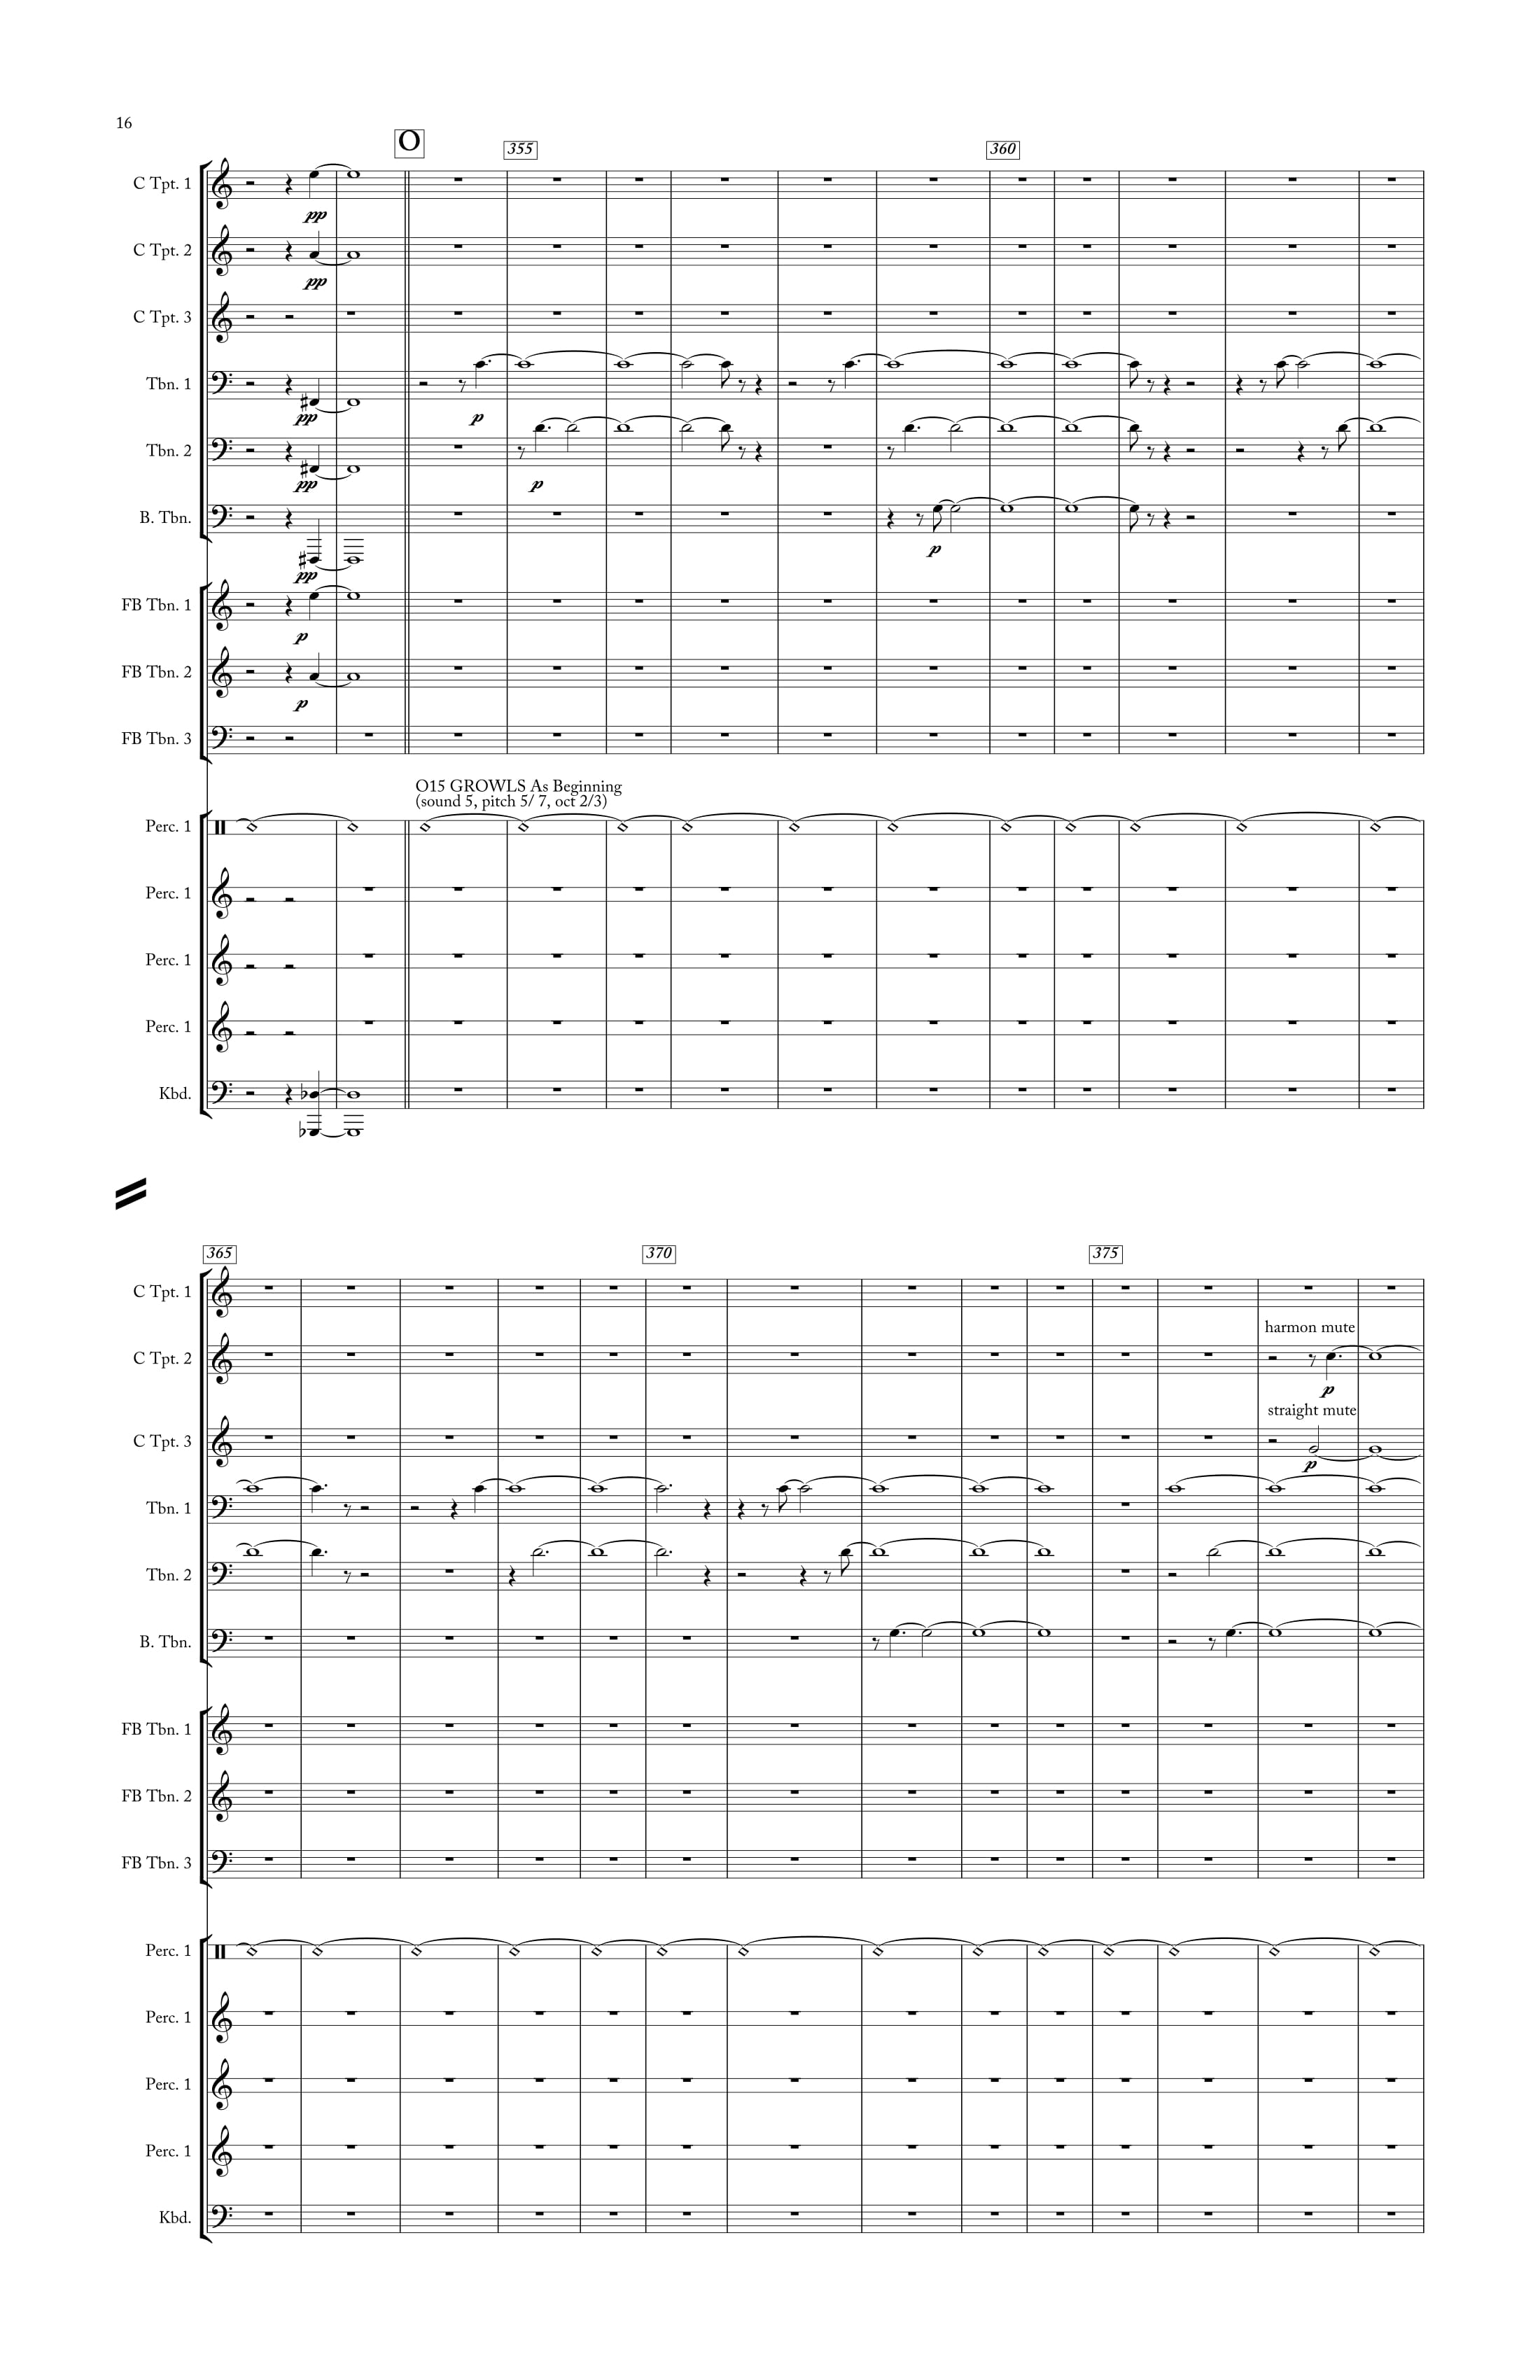 16
O
355
360
C Tpt. 1
pp
C Tpt. 2
pp
C Tpt. 3
Tbn. 1
pp
p
Tbn. 2
pp
p
B. Tbn.
pp
p
FB Tbn. 1
p
FB Tbn. 2
p
FB Tbn. 3
O15 GROWLS As Beginning
(sound 5, pitch 5/ 7, oct 2/3)
Perc. 1
Perc. 1
Perc. 1
Perc. 1
Kbd.
365
370
375
C Tpt. 1
harmon mute
C Tpt. 2
p
straight mute
C Tpt. 3
p
Tbn. 1
Tbn. 2
B. Tbn.
FB Tbn. 1
FB Tbn. 2
FB Tbn. 3
Perc. 1
Perc. 1
Perc. 1
Perc. 1
Kbd.